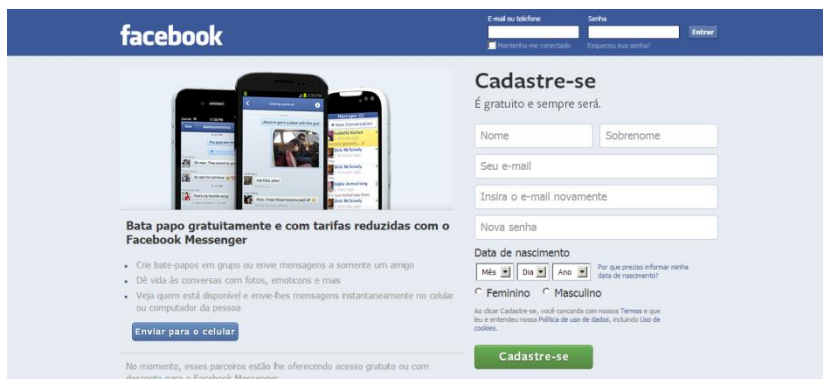 facebook
E-mail ou telefone
Senha
Entrar
Mantenha-me conectado
Esqueceu sua senha?
Bata papo gratuitamente e com tarifas reduzidas com o
Facebook Messenger
• Crie bate-papos em grupo ou envie mensagens a somente um amigo
• Dê vida às conversas com fotos, emoticons e mais
• Veja quem está disponível e envie-lhes mensagens instantaneamente no celular
ou computador da pessoa
Enviar para o celular
No momento, esses parceiros estão lhe oferecendo acesso gratuito ou com
desconto para o Facebook Messenger
Cadastre-se
É gratuito e sempre será.
Nome
Sobrenome
Seu e-mail
Insira o e-mail novamente
Nova senha
Data de nascimento
Mês
Dia
Ano
Por que preciso informar minha
data de nascimento?
Feminino
Masculino
Ao clicar Cadastre-se, você concorda com nossos Termos e que
leu e entendeu nossa Política de uso de dados, incluindo Uso de
cookies.
Cadastre-se